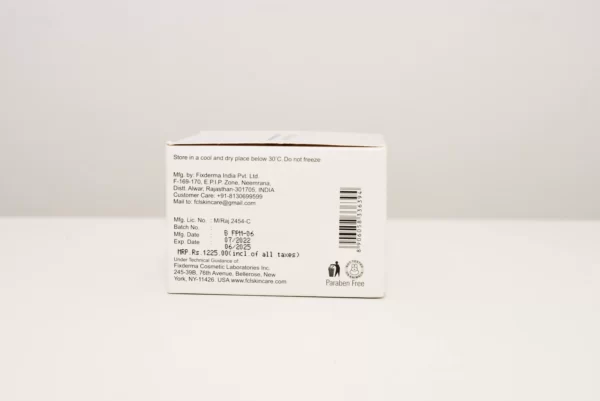 Store in a cool and dry place below 30°C. Do not freeze
Mfg. by: Fixderma India Pvt. Ltd.
F-169-170, E.P.I.P. Zone, Neemrana
Distt. Alwar, Rajasthan-301705, INDIA
Customer Care: +91-8130699599
Mail to: fclskincare@gmail.com
Mfg. Lic. No. : M/Raj.2454-C
Batch No. : B FPM-06
Mfg. Date : 07/2022
Exp. Date : 06/2025
MRP.Rs.1225.00(incl.of all taxes)
Under Technical Guidance of:
Fixderma Cosmetic Laboratories Inc.
245-39B, 76th Avenue, Bellerose, New
York, NY-11426. USA www.fclskincare.com
Paraben Free